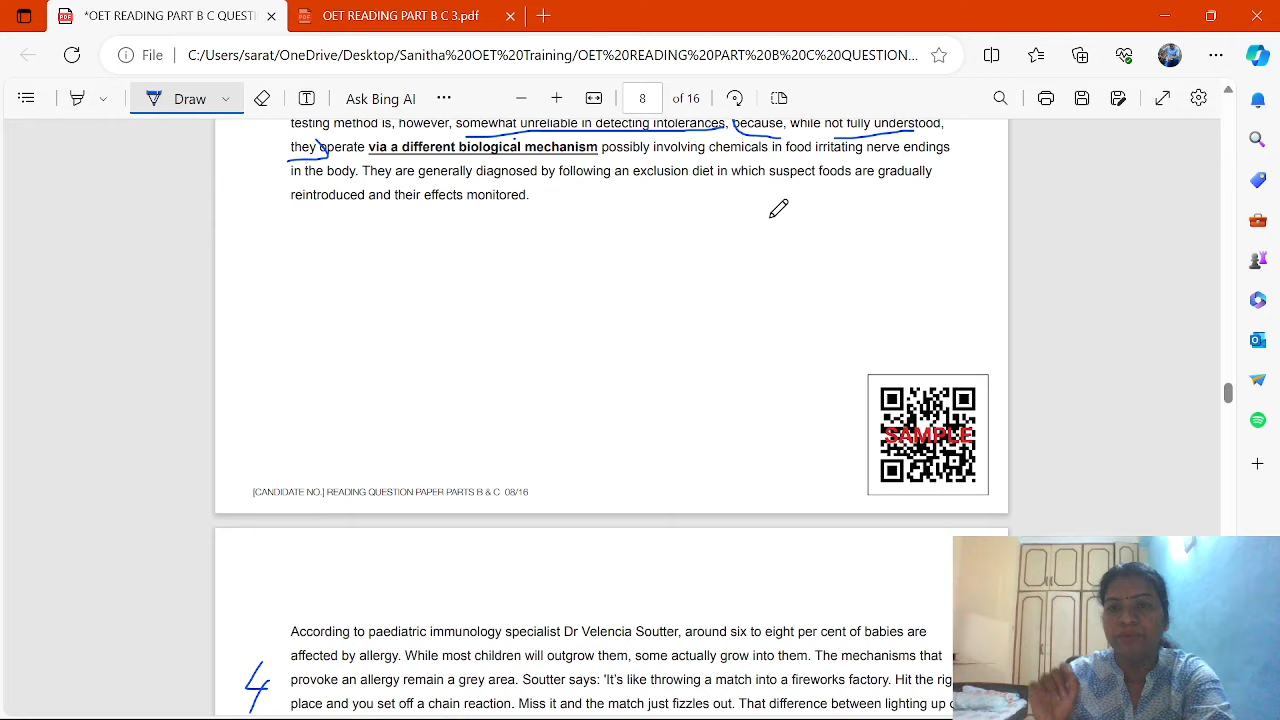 *OET READING PART B C QUESTI
OET READING PART B C 3.pdf
File
C:/Users/sarat/OneDrive/Desktop/Sanitha%20OET%20Training/OET%20READING%20PART%20B%20C%20QUESTION...
Draw
Ask Bing AI
8 of 16
testing method is, however, somewhat unreliable in detecting intolerances, because, while not fully understood,
they operate via a different biological mechanism possibly involving chemicals in food irritating nerve endings
in the body. They are generally diagnosed by following an exclusion diet in which suspect foods are gradually
reintroduced and their effects monitored.
SAMPLE
[CANDIDATE NO.] READING QUESTION PAPER PARTS B & C 08/16
According to paediatric immunology specialist Dr Velencia Soutter, around six to eight per cent of babies are
affected by allergy. While most children will outgrow them, some actually grow into them. The mechanisms that
provoke an allergy remain a grey area. Soutter says: 'It's like throwing a match into a fireworks factory. Hit the rig
4
place and you set off a chain reaction. Miss it and the match just fizzles out. That difference between lighting up